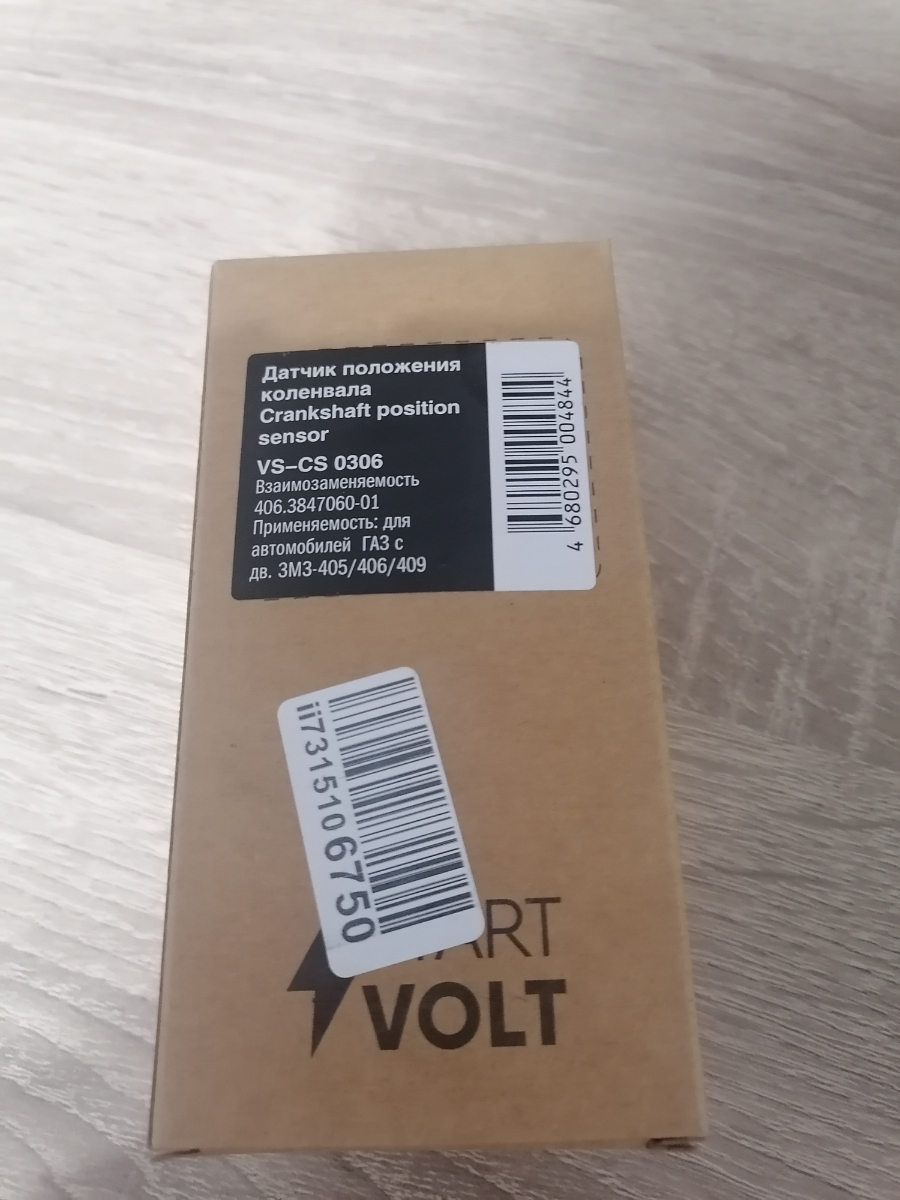 Датчик положения
коленвала
Crankshaft position
sensor
VS–CS 0306
Взаимозаменяемость
406.3847060-01
Применяемость: для
автомобилей ГАЗ с
дв. ЗМЗ-405/406/409
4 680295 004844
ii7315106750
ART
VOLT